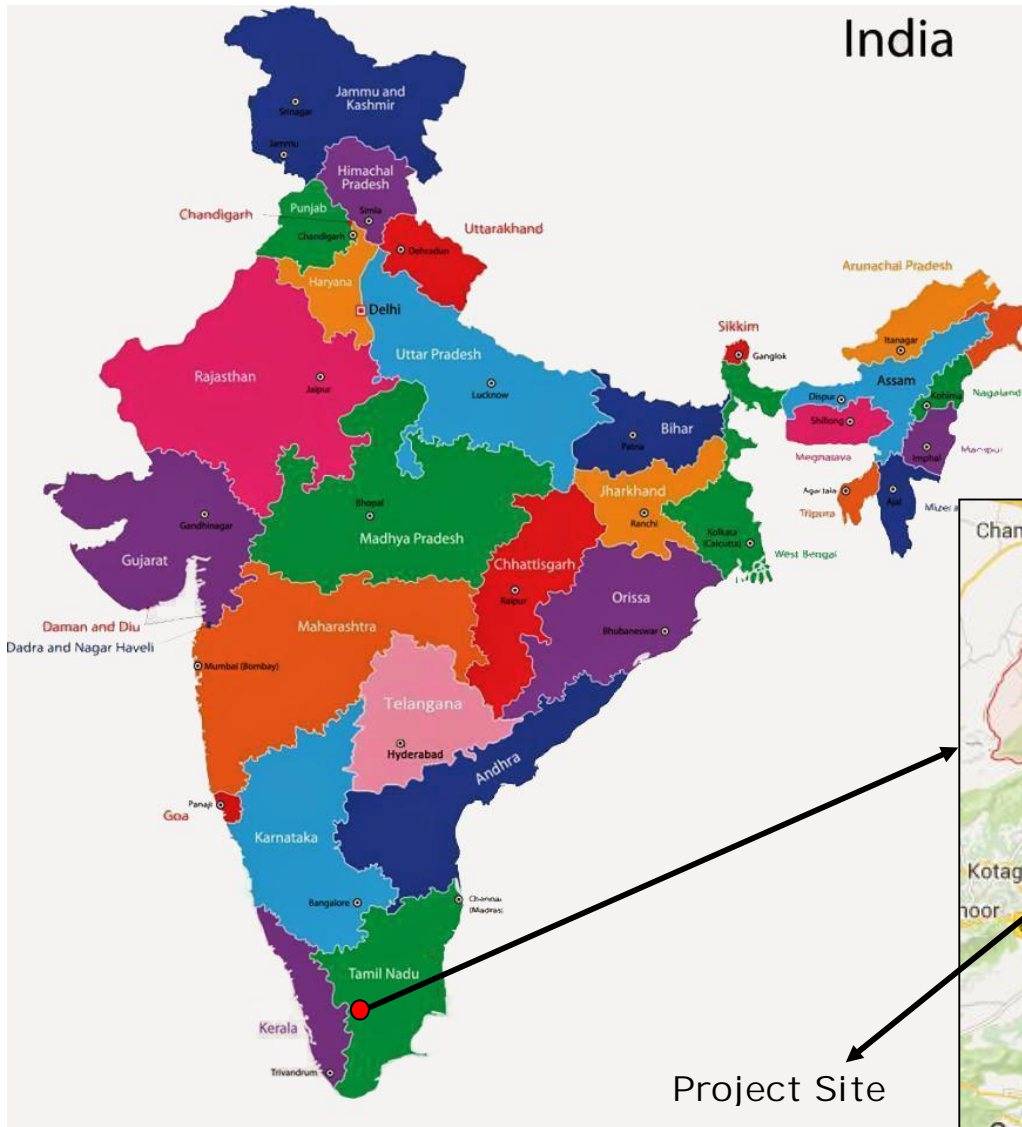 India
Jammu and
Kashmir
Srinagar
Jammu
Himachal
Pradesh
Punjab
Simla
Chandigarh
Chandigarh
Uttarakhand
Dehradun
Haryana
Delhi
Arunachal Pradesh
Itanagar
Sikkim
Ganglok
Rajasthan
Jaipur
Uttar Pradesh
Lucknow
Assam
Dispur
Kohima
Nagaland
Shillong
Bihar
Patna
Imphal
Jharkhand
Ranchi
Agartala
Tripura
Ajal
Bhopal
Gandhinagar
Madhya Pradesh
Kolkata
(Calcutta)
West Bengal
Gujarat
Chhattisgarh
Raipur
Orissa
Bhubaneswar
Daman and Diu
Dadra and Nagar Haveli
Maharashtra
Mumbai (Bombay)
Telangana
Hyderabad
Andhra
Panaji
Goa
Karnataka
Bangalore
Tamil Nadu
Kerala
Trivandrum
Project Site
Chan
Kotag
noor